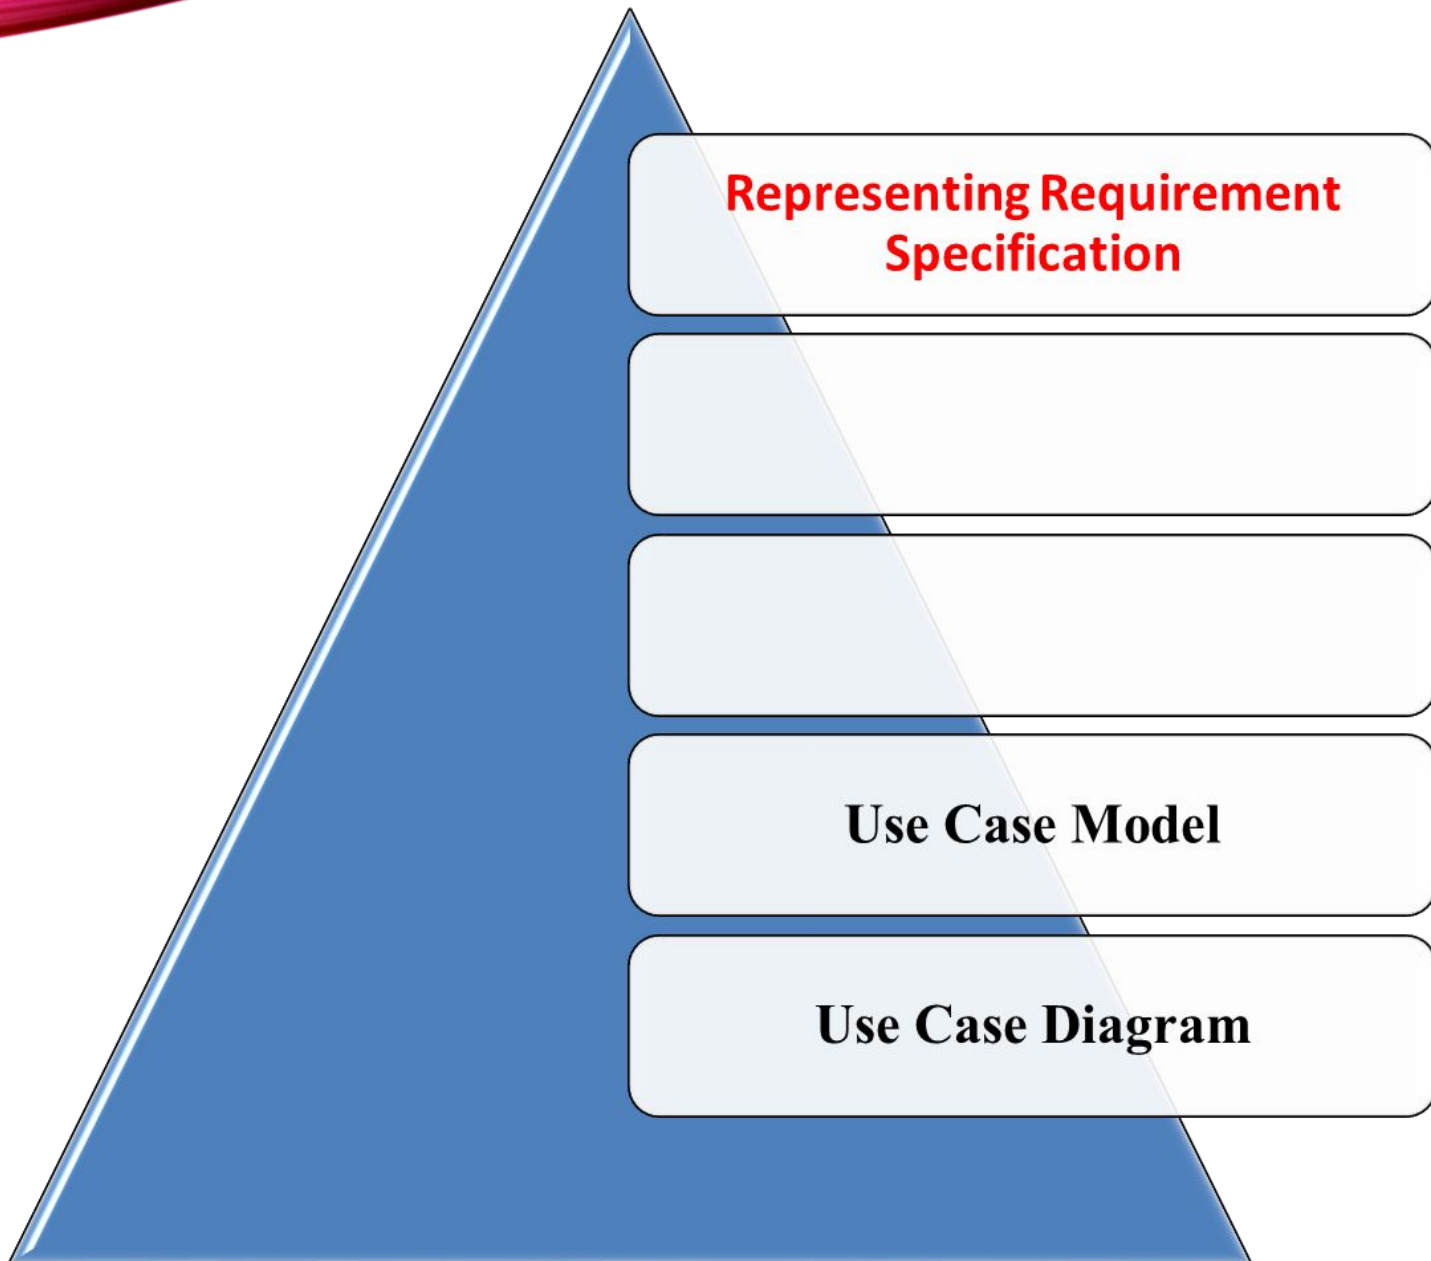 Representing Requirement
Specification
Use Case Model
Use Case Diagram